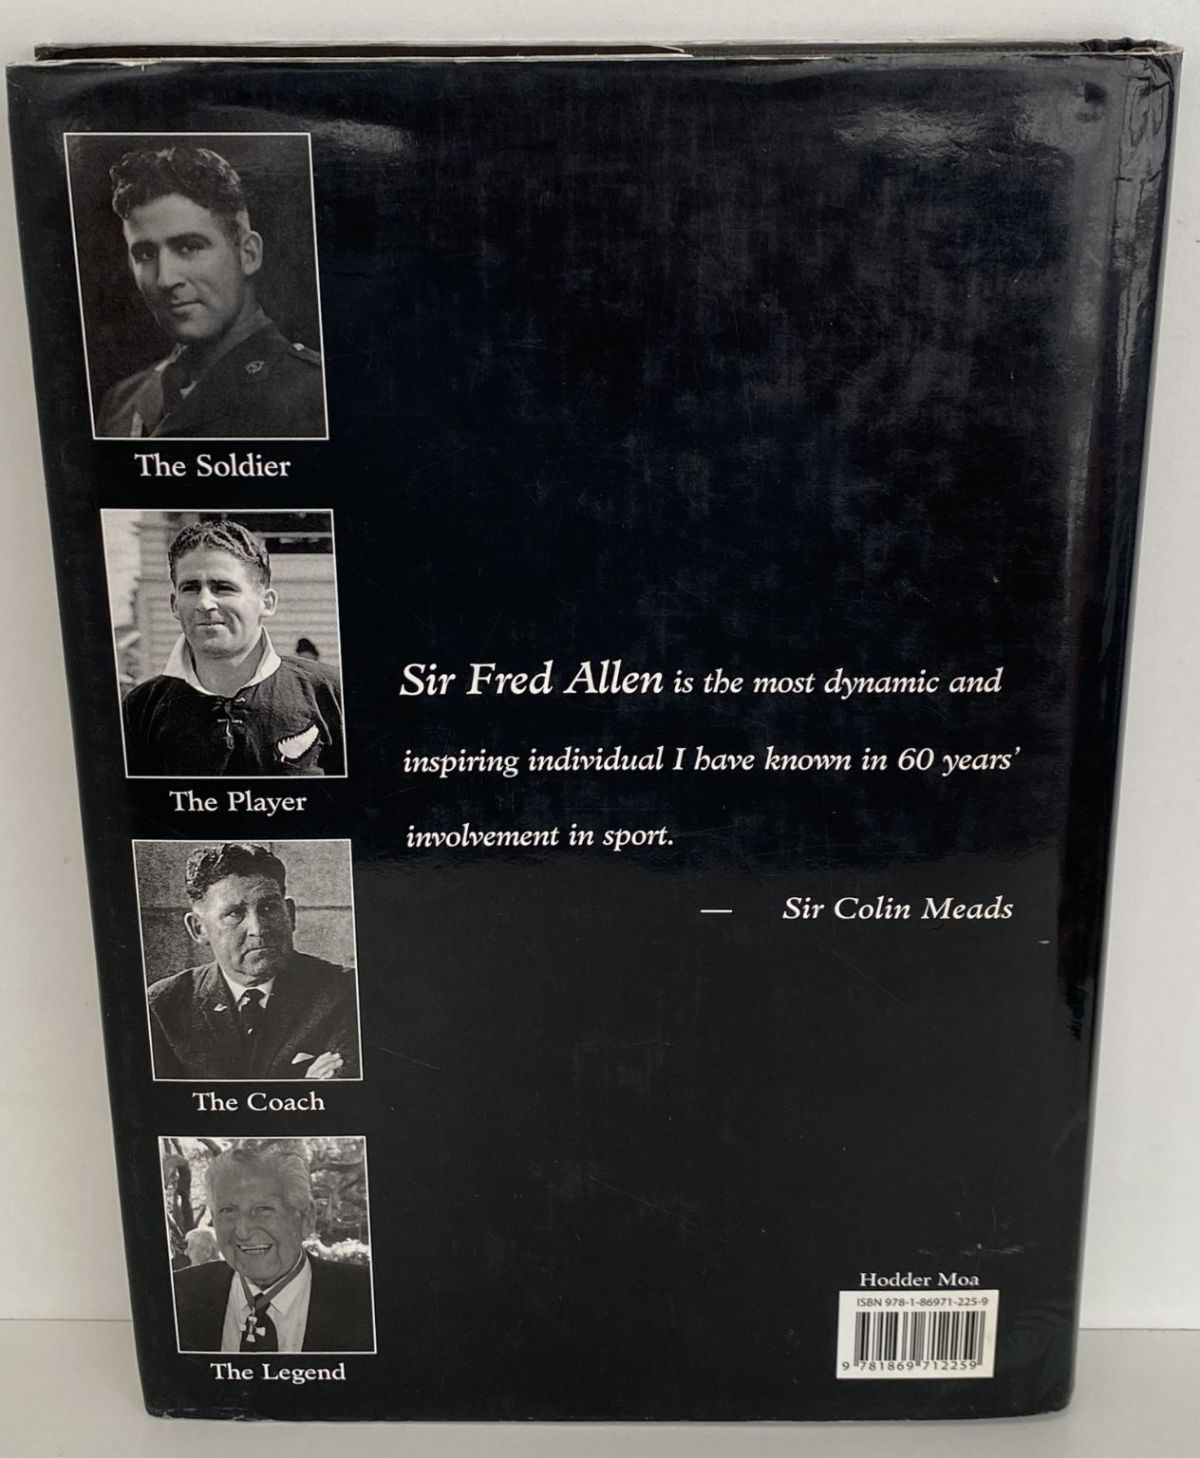 The Soldier
The Player
The Coach
The Legend
Sir Fred Allen is the most dynamic and
inspiring individual I have known in 60 years'
involvement in sport.
— Sir Colin Meads
Hodder Moa
ISBN 978-1-86971-225-9
9 781869 712259